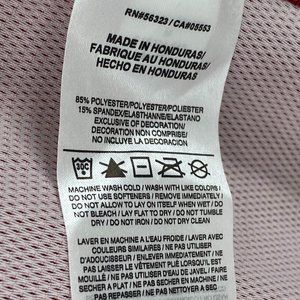 RN#56323 / CA#05553
MADE IN HONDURAS/
FABRIQUE AU HONDURAS/
HECHO EN HONDURAS
85% POLYESTER/POLYESTER/POLIESTER
15% SPANDEX/ELASTHANNE/ELASTANO
EXCLUSIVE OF DECORATION/
DECORATION NON COMPRISE/
NO INCLUYE DECORACION
30C
MACHINE WASH COLD / WASH WITH LIKE COLORS /
DO NOT USE SOFTENERS / REMOVE IMMEDIATELY /
DO NOT ALLOW TO LAY ON ITSELF WHEN WET / DO
NOT BLEACH / LAY FLAT TO DRY / DO NOT TUMBLE
DRY / DO NOT IRON / DO NOT DRY CLEAN
LAVER EN MACHINE A L'EAU FROIDE / AVEC
COULEURS SIMILAIRES / NE PAS UTILISER
D'ADOUCISSEUR / ENLEVER IMMEDIATEMENT /
NE PAS LAISSER LE VÊTEMENT PLIE LORSQU'IL EST
MOUILLE / NE PAS UTILISER D'EAU DE JAVEL / FAIRE
SECHER A PLAT / NE PAS SECHER EN MACHINE / NE
PAS REPASSER / NE PAS NETTOYER A SEC